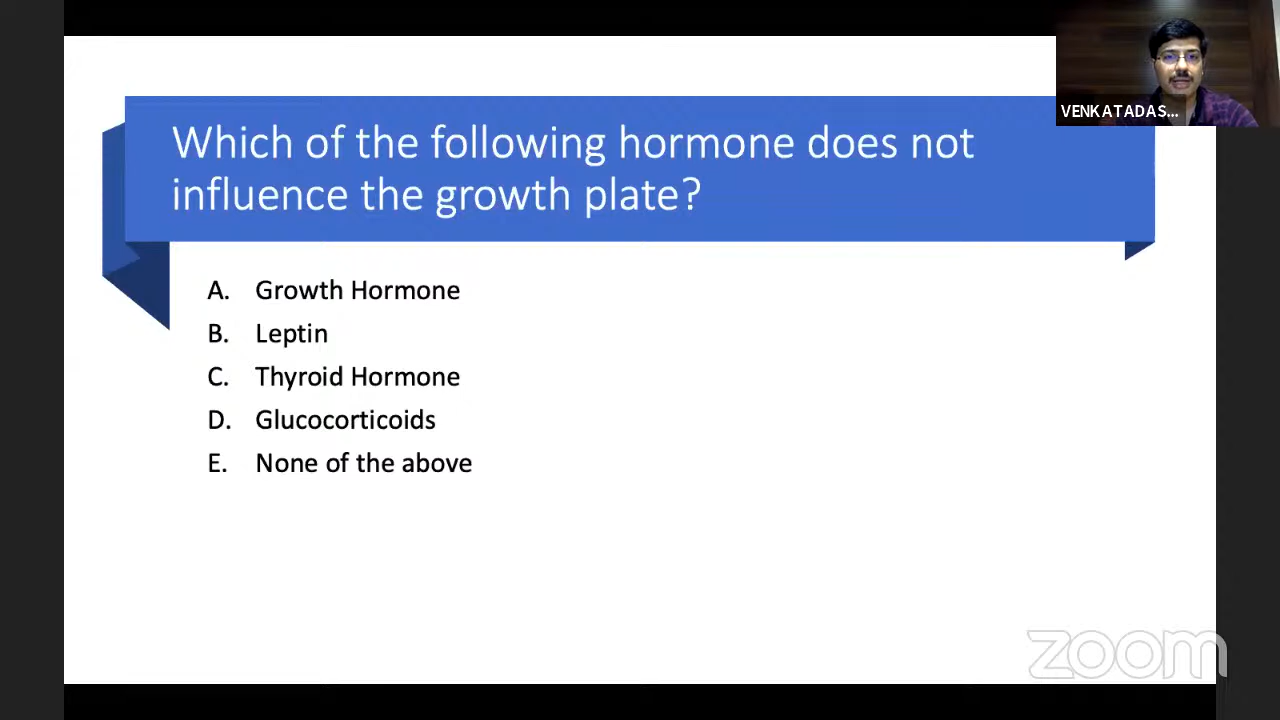 VENKATADAS...
Which of the following hormone does not
influence the growth plate?
A. Growth Hormone
B. Leptin
C. Thyroid Hormone
D. Glucocorticoids
E. None of the above
zoom